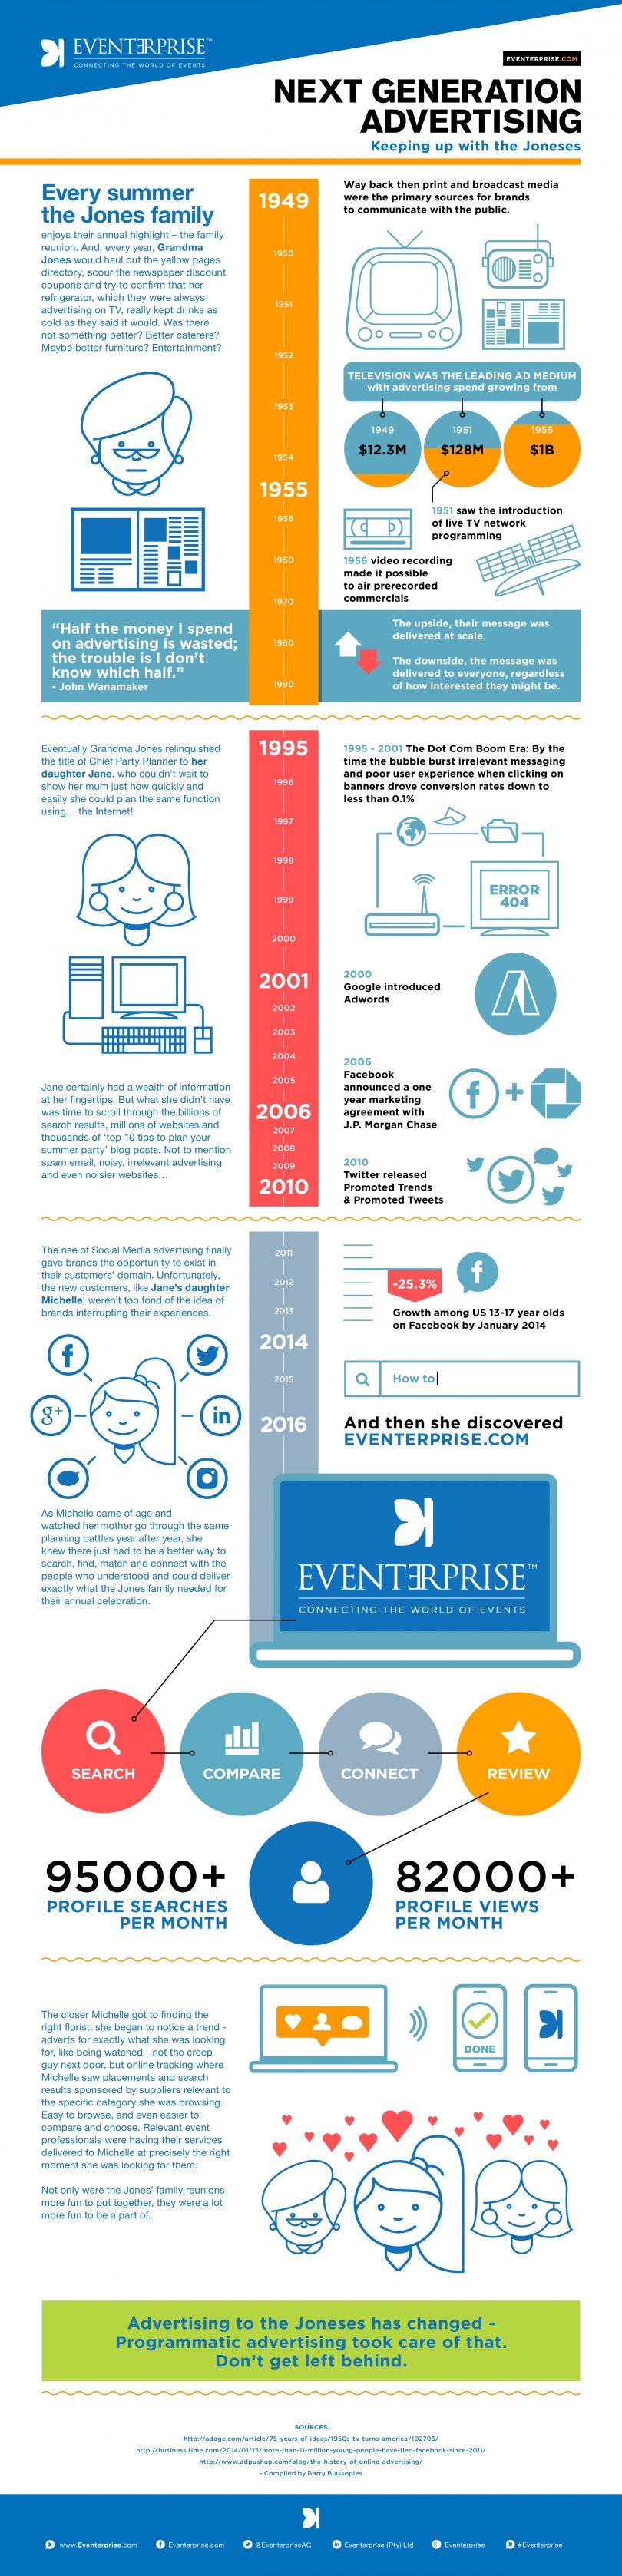 EVENTERPRISE™
CONNECTING THE WORLD OF EVENTS
EVENTERPRISE.COM
NEXT GENERATION
ADVERTISING
Keeping up with the Joneses
Every summer
the Jones family
enjoys their annual highlight – the family
reunion. And, every year, Grandma
Jones would haul out the yellow pages
directory, scour the newspaper discount
coupons and try to confirm that her
refrigerator, which they were always
advertising on TV, really kept drinks as
cold as they said it would. Was there
not something better? Better caterers?
Maybe better furniture? Entertainment?
1949
1950
1951
1952
1953
1954
1955
1956
1960
1970
1980
1990
Way back then print and broadcast media
were the primary sources for brands
to communicate with the public.
TELEVISION WAS THE LEADING AD MEDIUM
with advertising spend growing from
1949
$12.3M
1951
$128M
1955
$1B
1951 saw the introduction
of live TV network
programming
1956 video recording
made it possible
to air prerecorded
commercials
“Half the money I spend
on advertising is wasted;
the trouble is I don’t
know which half.”
- John Wanamaker
The upside, their message was
delivered at scale.
The downside, the message was
delivered to everyone, regardless
of how interested they might be.
Eventually Grandma Jones relinquished
the title of Chief Party Planner to her
daughter Jane, who couldn’t wait to
show her mum just how quickly and
easily she could plan the same function
using… the Internet!
1995
1996
1997
1998
1999
2000
2001
2002
2003
2004
2005
2006
2007
2008
2009
2010
1995 - 2001 The Dot Com Boom Era: By the
time the bubble burst irrelevant messaging
and poor user experience when clicking on
banners drove conversion rates down to
less than 0.1%
ERROR
404
2000
Google introduced
Adwords
2006
Facebook
announced a one
year marketing
agreement with
J.P. Morgan Chase
2010
Twitter released
Promoted Trends
& Promoted Tweets
Jane certainly had a wealth of information
at her fingertips. But what she didn’t have
was time to scroll through the billions of
search results, millions of websites and
thousands of ‘top 10 tips to plan your
summer party’ blog posts. Not to mention
spam email, noisy, irrelevant advertising
and even noisier websites…
The rise of Social Media advertising finally
gave brands the opportunity to exist in
their customers’ domain. Unfortunately,
the new customers, like Jane’s daughter
Michelle, weren’t too fond of the idea of
brands interrupting their experiences.
2011
2012
2013
2014
2015
2016
-25.3%
Growth among US 13-17 year olds
on Facebook by January 2014
How to
And then she discovered
EVENTERPRISE.COM
As Michelle came of age and
watched her mother go through the same
planning battles year after year, she
knew there just had to be a better way to
search, find, match and connect with the
people who understood and could deliver
exactly what the Jones family needed for
their annual celebration.
EVENTERPRISE™
CONNECTING THE WORLD OF EVENTS
SEARCH
COMPARE
CONNECT
REVIEW
95000+
PROFILE SEARCHES
PER MONTH
82000+
PROFILE VIEWS
PER MONTH
The closer Michelle got to finding the
right florist, she began to notice a trend -
adverts for exactly what she was looking
for, like being watched - not the creep
guy next door, but online tracking where
Michelle saw placements and search
results sponsored by suppliers relevant to
the specific category she was browsing.
Easy to browse, and even easier to
compare and choose. Relevant event
professionals were having their services
delivered to Michelle at precisely the right
moment she was looking for them.
Not only were the Jones’ family reunions
more fun to put together, they were a lot
more fun to be a part of.
DONE
Advertising to the Joneses has changed -
Programmatic advertising took care of that.
Don’t get left behind.
SOURCES
http://adage.com/article/75-years-of-ideas/1950s-tv-turns-america/102703/
http://business.time.com/2014/01/15/more-than-11-million-young-people-have-fled-facebook-since-2011/
http://www.adpushup.com/blog/the-history-of-online-advertising/
- Compiled by Barry Blassoples
www.Eventerprise.com
Eventerprise.com
@EventerpriseAG
Eventerprise (Pty) Ltd
Eventerprise
#Eventerprise